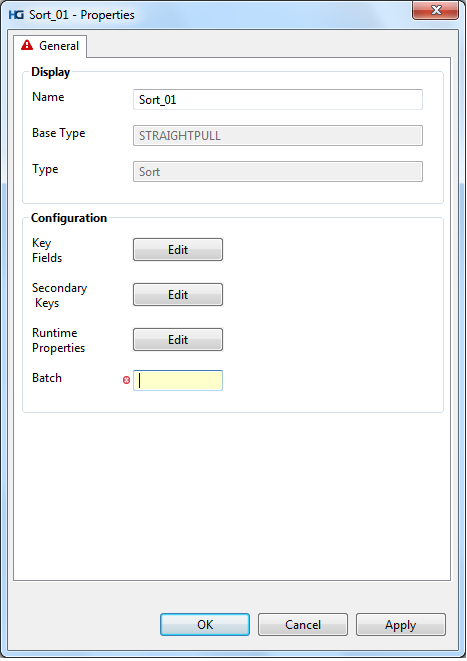 HG Sort_01 - Properties
General
Display
Name Sort_01
Base Type STRAIGHTPULL
Type Sort
Configuration
Key
Fields
Edit
Secondary
Keys
Edit
Runtime
Properties
Edit
Batch
OK Cancel Apply